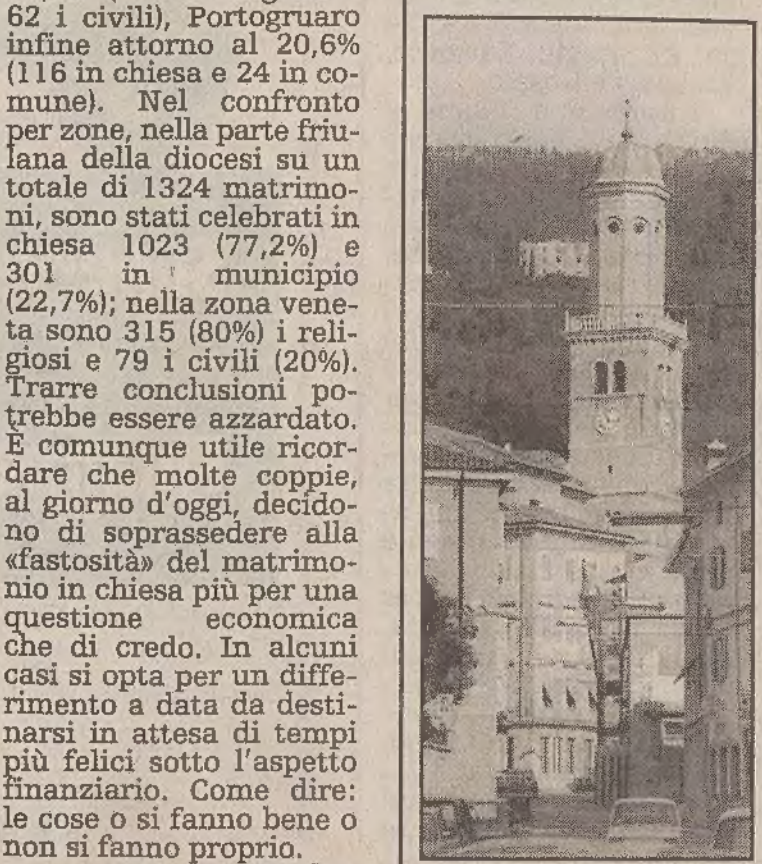 62 i civili), Portogruaro
infine attorno al 20,6%
(116 in chiesa e 24 in co-
mune). Nel confronto
per zone, nella parte friu-
lana della diocesi su un
totale di 1324 matrimo-
ni, sono stati celebrati in
chiesa 1023 (77,2%) e
301 in municipio
(22,7%); nella zona vene-
ta sono 315 (80%) i reli-
giosi e 79 i civili (20%).
Trarre conclusioni po-
trebbe essere azzardato.
È comunque utile ricor-
dare che molte coppie,
al giorno d'oggi, decido-
no di soprassedere alla
«fastosità» del matrimo-
nio in chiesa più per una
questione economica
che di credo. In alcuni
casi si opta per un diffe-
rimento a data da desti-
narsi in attesa di tempi
più felici sotto l'aspetto
finanziario. Come dire:
le cose o si fanno bene o
non si fanno proprio.